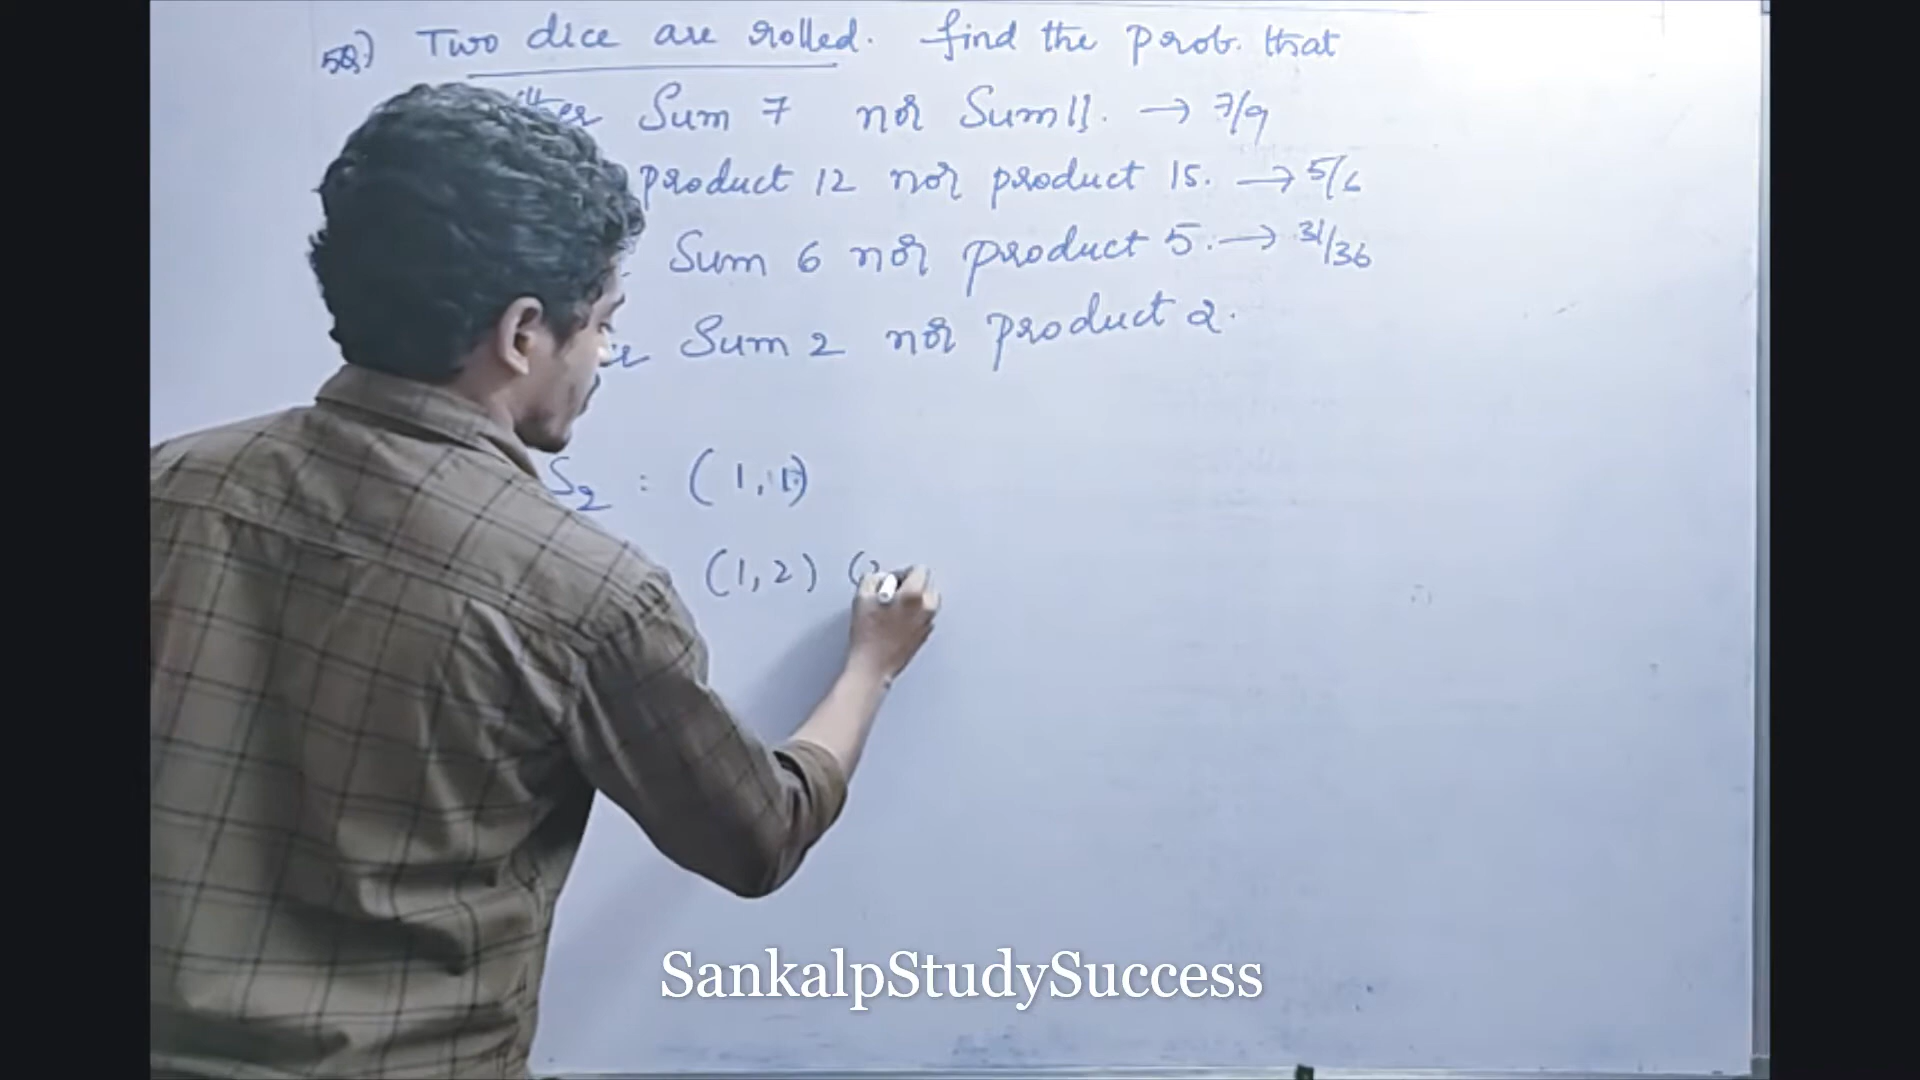 5Q) Two dice are rolled. find the prob. that
Sum 7 nor Sum 11. → 7/9
product 12 nor product 15. → 5/6
Sum 6 nor product 5. → 31/36
Sum 2 nor product 2.
S2 : (1,1)
(1,2) (2
SankalpStudySuccess